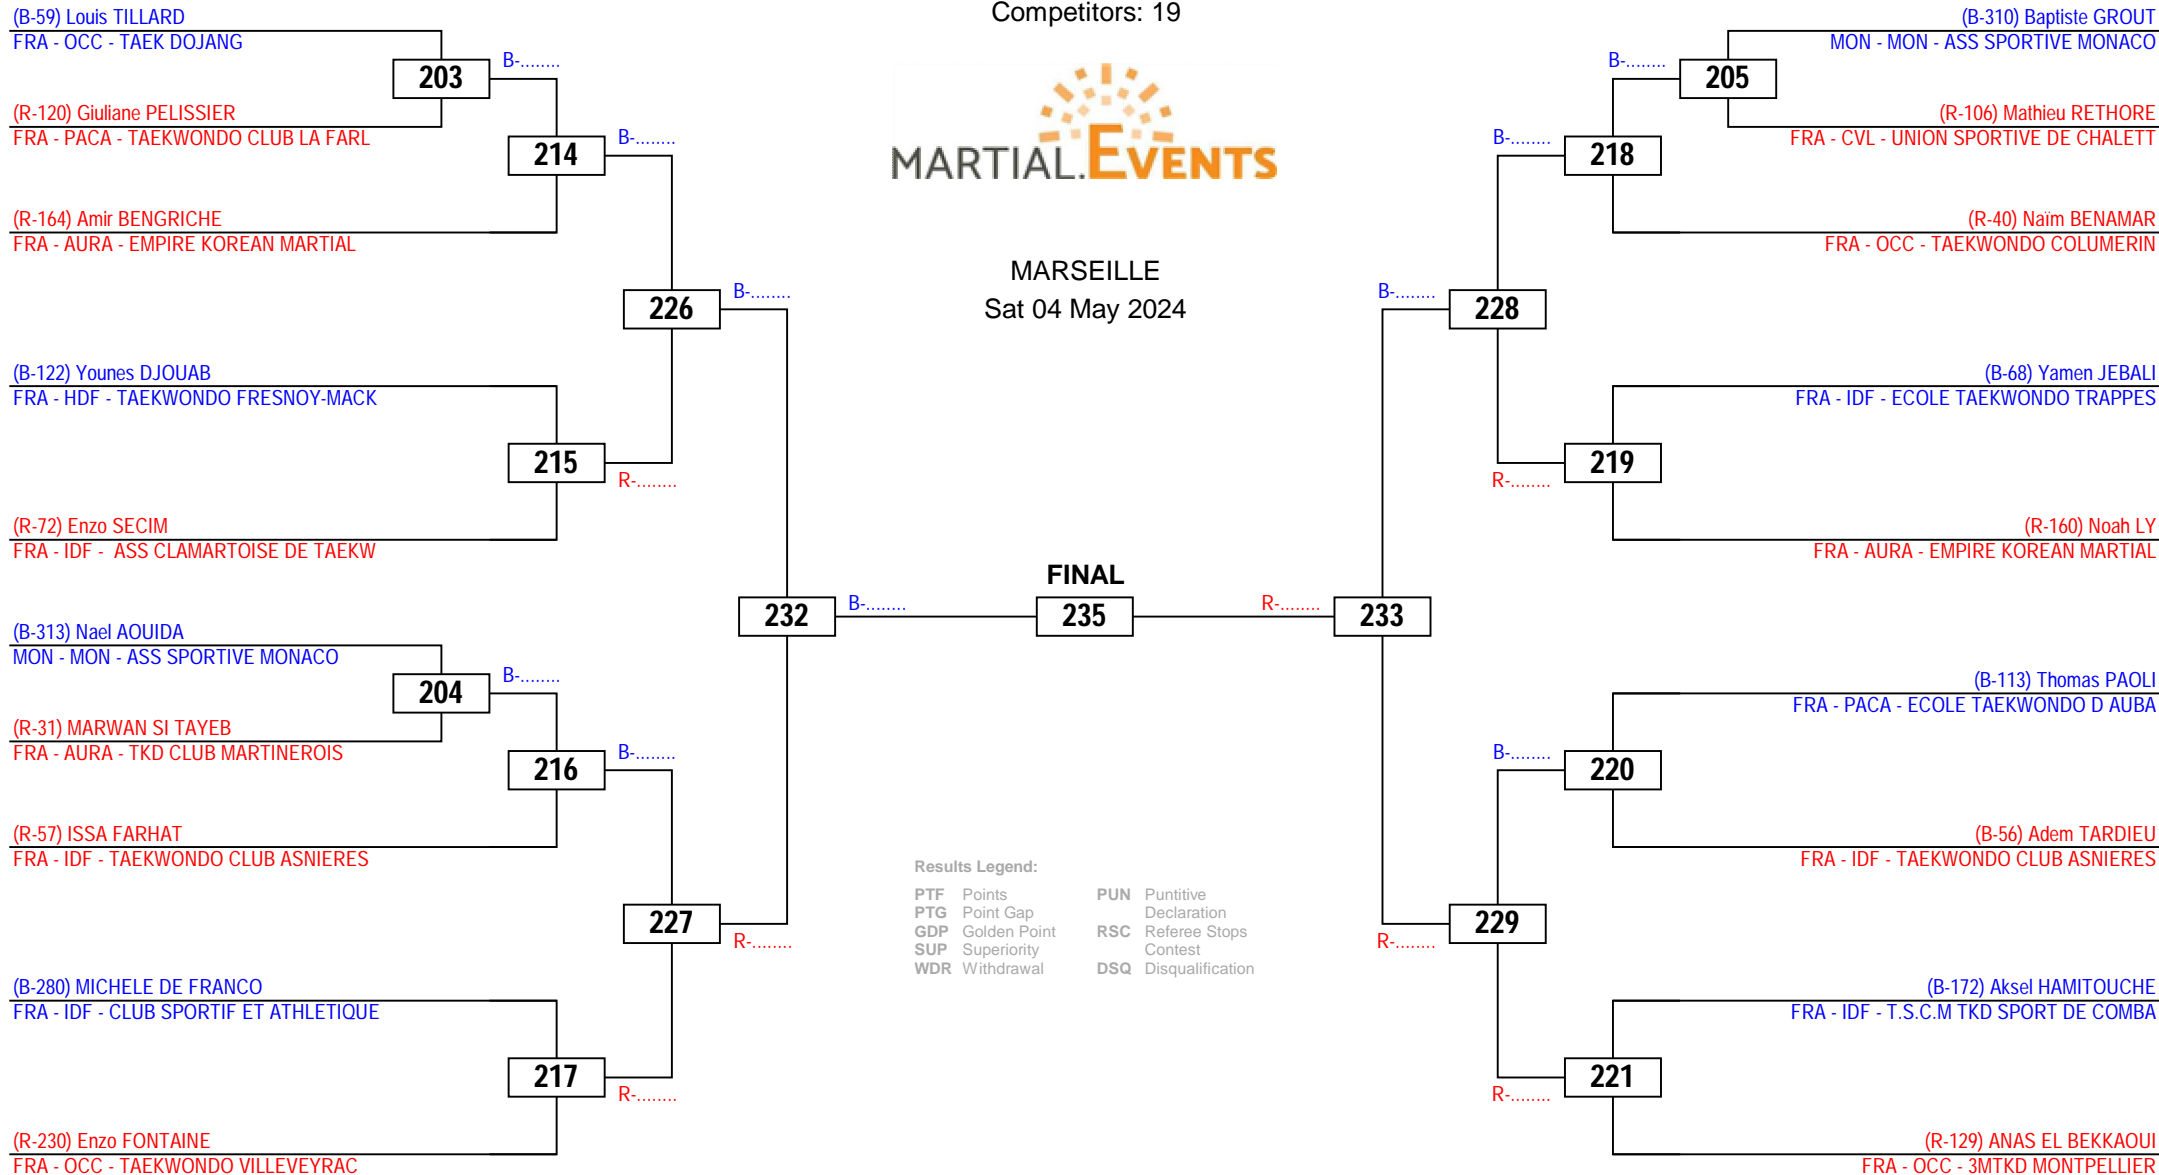 Competitors: 19
MARTIAL.EVENTS
MARSEILLE
Sat 04 May 2024
(B-59) Louis TILLARD
FRA - OCC - TAEK DOJANG
203
B-........
(R-120) Giuliane PELISSIER
FRA - PACA - TAEKWONDO CLUB LA FARL
214
B-........
(R-164) Amir BENGRICHE
FRA - AURA - EMPIRE KOREAN MARTIAL
226
B-........
(B-122) Younes DJOUAB
FRA - HDF - TAEKWONDO FRESNOY-MACK
215
R-........
(R-72) Enzo SECIM
FRA - IDF -  ASS CLAMARTOISE DE TAEKW
232
B-........
(B-313) Nael AOUIDA
MON - MON - ASS SPORTIVE MONACO
204
B-........
(R-31) MARWAN SI TAYEB
FRA - AURA - TKD CLUB MARTINEROIS
216
B-........
(R-57) ISSA FARHAT
FRA - IDF - TAEKWONDO CLUB ASNIERES
227
R-........
(B-280) MICHELE DE FRANCO
FRA - IDF - CLUB SPORTIF ET ATHLETIQUE
217
R-........
(R-230) Enzo FONTAINE
FRA - OCC - TAEKWONDO VILLEVEYRAC
FINAL
235
(B-310) Baptiste GROUT
MON - MON - ASS SPORTIVE MONACO
B-........
205
(R-106) Mathieu RETHORE
FRA - CVL - UNION SPORTIVE DE CHALETT
B-........
218
(R-40) Naïm BENAMAR
FRA - OCC - TAEKWONDO COLUMERIN
B-........
228
(B-68) Yamen JEBALI
FRA - IDF - ECOLE TAEKWONDO TRAPPES
219
R-........
(R-160) Noah LY
FRA - AURA - EMPIRE KOREAN MARTIAL
R-........
233
(B-113) Thomas PAOLI
FRA - PACA - ECOLE TAEKWONDO D AUBA
B-........
220
(B-56) Adem TARDIEU
FRA - IDF - TAEKWONDO CLUB ASNIERES
229
R-........
(B-172) Aksel HAMITOUCHE
FRA - IDF - T.S.C.M TKD SPORT DE COMBA
221
R-........
(R-129) ANAS EL BEKKAOUI
FRA - OCC - 3MTKD MONTPELLIER
Results Legend:
PTF Points
PTG Point Gap
GDP Golden Point
SUP Superiority
WDR Withdrawal
PUN Puntitive
Declaration
RSC Referee Stops
Contest
DSQ Disqualification